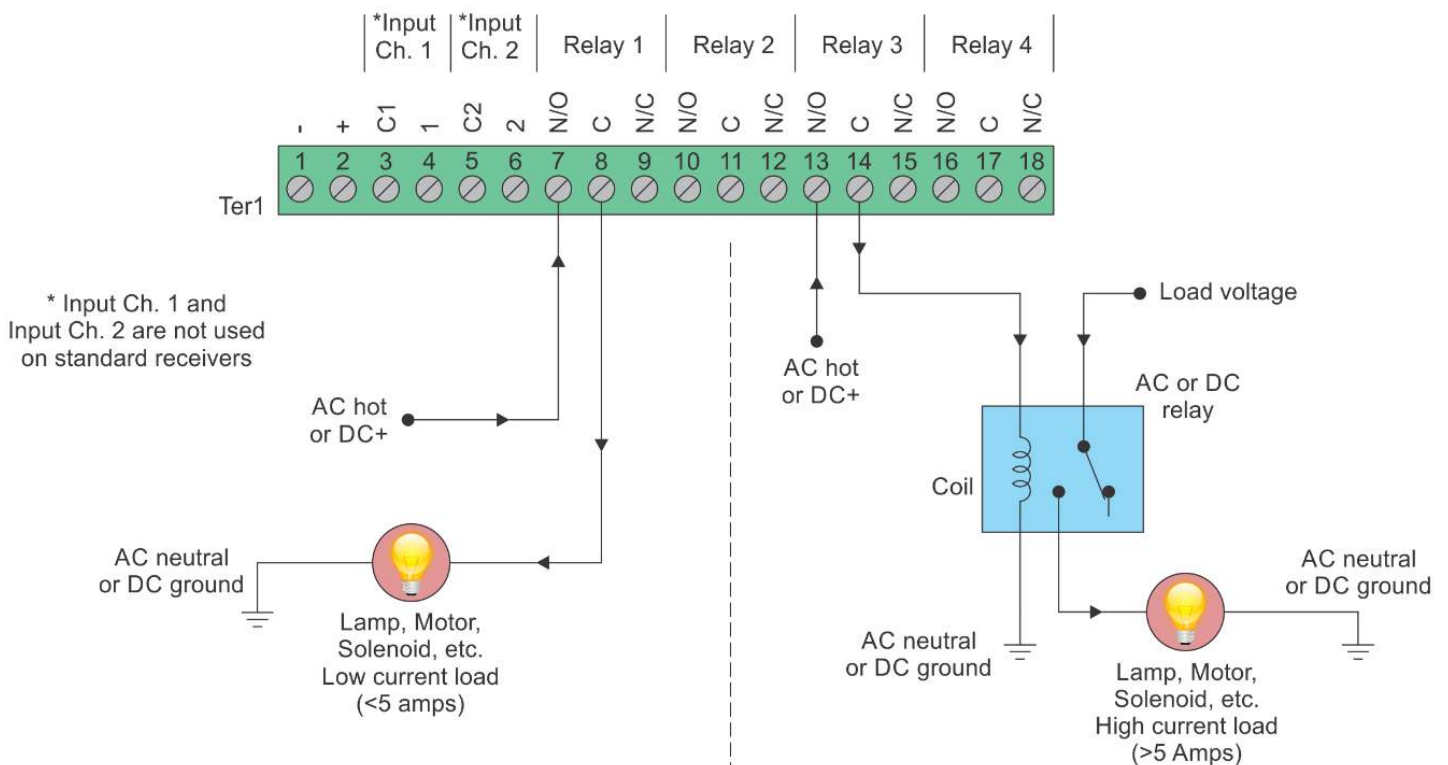 *Input
Ch. 1
*Input
Ch. 2
Relay 1
Relay 2
Relay 3
Relay 4
- + C1 1 C2 2 N/O C N/C N/O C N/C N/O C N/C N/O C N/C
1 2 3 4 5 6 7 8 9 10 11 12 13 14 15 16 17 18
Ter1
* Input Ch. 1 and
Input Ch. 2 are not used
on standard receivers
AC hot
or DC+
AC neutral
or DC ground
Lamp, Motor,
Solenoid, etc.
Low current load
(<5 amps)
AC hot
or DC+
Load voltage
AC or DC
relay
Coil
AC neutral
or DC ground
AC neutral
or DC ground
Lamp, Motor,
Solenoid, etc.
High current load
(>5 Amps)